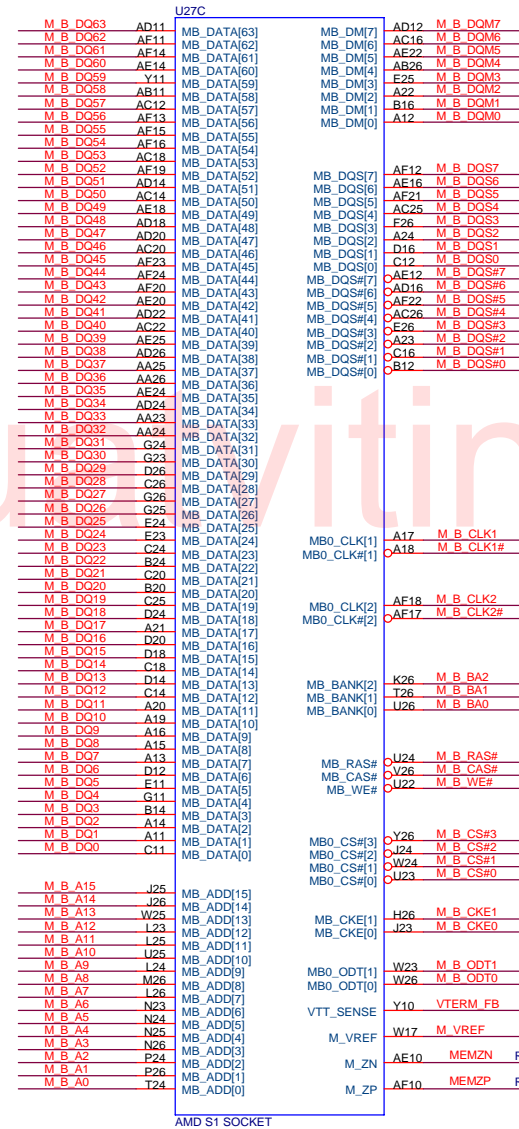 U27C
M_B_DQ63 AD11 MB_DATA[63]
M_B_DQ62 AF11 MB_DATA[62]
M_B_DQ61 AF14 MB_DATA[61]
M_B_DQ60 AE14 MB_DATA[60]
M_B_DQ59 Y11 MB_DATA[59]
M_B_DQ58 AB11 MB_DATA[58]
M_B_DQ57 AC12 MB_DATA[57]
M_B_DQ56 AF13 MB_DATA[56]
M_B_DQ55 AF15 MB_DATA[55]
M_B_DQ54 AF16 MB_DATA[54]
M_B_DQ53 AC18 MB_DATA[53]
M_B_DQ52 AF19 MB_DATA[52]
M_B_DQ51 AD14 MB_DATA[51]
M_B_DQ50 AC14 MB_DATA[50]
M_B_DQ49 AE18 MB_DATA[49]
M_B_DQ48 AD18 MB_DATA[48]
M_B_DQ47 AD20 MB_DATA[47]
M_B_DQ46 AC20 MB_DATA[46]
M_B_DQ45 AF23 MB_DATA[45]
M_B_DQ44 AF24 MB_DATA[44]
M_B_DQ43 AF20 MB_DATA[43]
M_B_DQ42 AE20 MB_DATA[42]
M_B_DQ41 AD22 MB_DATA[41]
M_B_DQ40 AC22 MB_DATA[40]
M_B_DQ39 AE25 MB_DATA[39]
M_B_DQ38 AD26 MB_DATA[38]
M_B_DQ37 AA25 MB_DATA[37]
M_B_DQ36 AA26 MB_DATA[36]
M_B_DQ35 AE24 MB_DATA[35]
M_B_DQ34 AD24 MB_DATA[34]
M_B_DQ33 AA23 MB_DATA[33]
M_B_DQ32 AA24 MB_DATA[32]
M_B_DQ31 G24 MB_DATA[31]
M_B_DQ30 G23 MB_DATA[30]
M_B_DQ29 D26 MB_DATA[29]
M_B_DQ28 C26 MB_DATA[28]
M_B_DQ27 G26 MB_DATA[27]
M_B_DQ26 G25 MB_DATA[26]
M_B_DQ25 E24 MB_DATA[25]
M_B_DQ24 E23 MB_DATA[24]
M_B_DQ23 C24 MB_DATA[23]
M_B_DQ22 B24 MB_DATA[22]
M_B_DQ21 C20 MB_DATA[21]
M_B_DQ20 B20 MB_DATA[20]
M_B_DQ19 C25 MB_DATA[19]
M_B_DQ18 D24 MB_DATA[18]
M_B_DQ17 A21 MB_DATA[17]
M_B_DQ16 D20 MB_DATA[16]
M_B_DQ15 D18 MB_DATA[15]
M_B_DQ14 C18 MB_DATA[14]
M_B_DQ13 D14 MB_DATA[13]
M_B_DQ12 C14 MB_DATA[12]
M_B_DQ11 A20 MB_DATA[11]
M_B_DQ10 A19 MB_DATA[10]
M_B_DQ9 A16 MB_DATA[9]
M_B_DQ8 A15 MB_DATA[8]
M_B_DQ7 A13 MB_DATA[7]
M_B_DQ6 D12 MB_DATA[6]
M_B_DQ5 E11 MB_DATA[5]
M_B_DQ4 G11 MB_DATA[4]
M_B_DQ3 B14 MB_DATA[3]
M_B_DQ2 A14 MB_DATA[2]
M_B_DQ1 A11 MB_DATA[1]
M_B_DQ0 C11 MB_DATA[0]
M_B_A15 J25 MB_ADD[15]
M_B_A14 J26 MB_ADD[14]
M_B_A13 W25 MB_ADD[13]
M_B_A12 L23 MB_ADD[12]
M_B_A11 L25 MB_ADD[11]
M_B_A10 U25 MB_ADD[10]
M_B_A9 L24 MB_ADD[9]
M_B_A8 M26 MB_ADD[8]
M_B_A7 L26 MB_ADD[7]
M_B_A6 N23 MB_ADD[6]
M_B_A5 N24 MB_ADD[5]
M_B_A4 N25 MB_ADD[4]
M_B_A3 N26 MB_ADD[3]
M_B_A2 P24 MB_ADD[2]
M_B_A1 P26 MB_ADD[1]
M_B_A0 T24 MB_ADD[0]
MB_DM[7] AD12 M_B_DQM7
MB_DM[6] AC16 M_B_DQM6
MB_DM[5] AE22 M_B_DQM5
MB_DM[4] AB26 M_B_DQM4
MB_DM[3] E25 M_B_DQM3
MB_DM[2] A22 M_B_DQM2
MB_DM[1] B16 M_B_DQM1
MB_DM[0] A12 M_B_DQM0
MB_DQS[7] AF12 M_B_DQS7
MB_DQS[6] AE16 M_B_DQS6
MB_DQS[5] AF21 M_B_DQS5
MB_DQS[4] AC25 M_B_DQS4
MB_DQS[3] F26 M_B_DQS3
MB_DQS[2] A24 M_B_DQS2
MB_DQS[1] D16 M_B_DQS1
MB_DQS[0] C12 M_B_DQS0
MB_DQS#[7] AE12 M_B_DQS#7
MB_DQS#[6] AD16 M_B_DQS#6
MB_DQS#[5] AF22 M_B_DQS#5
MB_DQS#[4] AC26 M_B_DQS#4
MB_DQS#[3] E26 M_B_DQS#3
MB_DQS#[2] A23 M_B_DQS#2
MB_DQS#[1] C16 M_B_DQS#1
MB_DQS#[0] B12 M_B_DQS#0
MB0_CLK[1] A17 M_B_CLK1
MB0_CLK#[1] A18 M_B_CLK1#
MB0_CLK[2] AF18 M_B_CLK2
MB0_CLK#[2] AF17 M_B_CLK2#
MB_BANK[2] K26 M_B_BA2
MB_BANK[1] T26 M_B_BA1
MB_BANK[0] U26 M_B_BA0
MB_RAS# U24 M_B_RAS#
MB_CAS# V26 M_B_CAS#
MB_WE# U22 M_B_WE#
MB0_CS#[3] Y26 M_B_CS#3
MB0_CS#[2] J24 M_B_CS#2
MB0_CS#[1] W24 M_B_CS#1
MB0_CS#[0] U23 M_B_CS#0
MB_CKE[1] H26 M_B_CKE1
MB_CKE[0] J23 M_B_CKE0
MB0_ODT[1] W23 M_B_ODT1
MB0_ODT[0] W26 M_B_ODT0
VTT_SENSE Y10 VTERM_FB
M_VREF W17 M_VREF
M_ZN AE10 MEMZN
M_ZP AF10 MEMZP
AMD S1 SOCKET